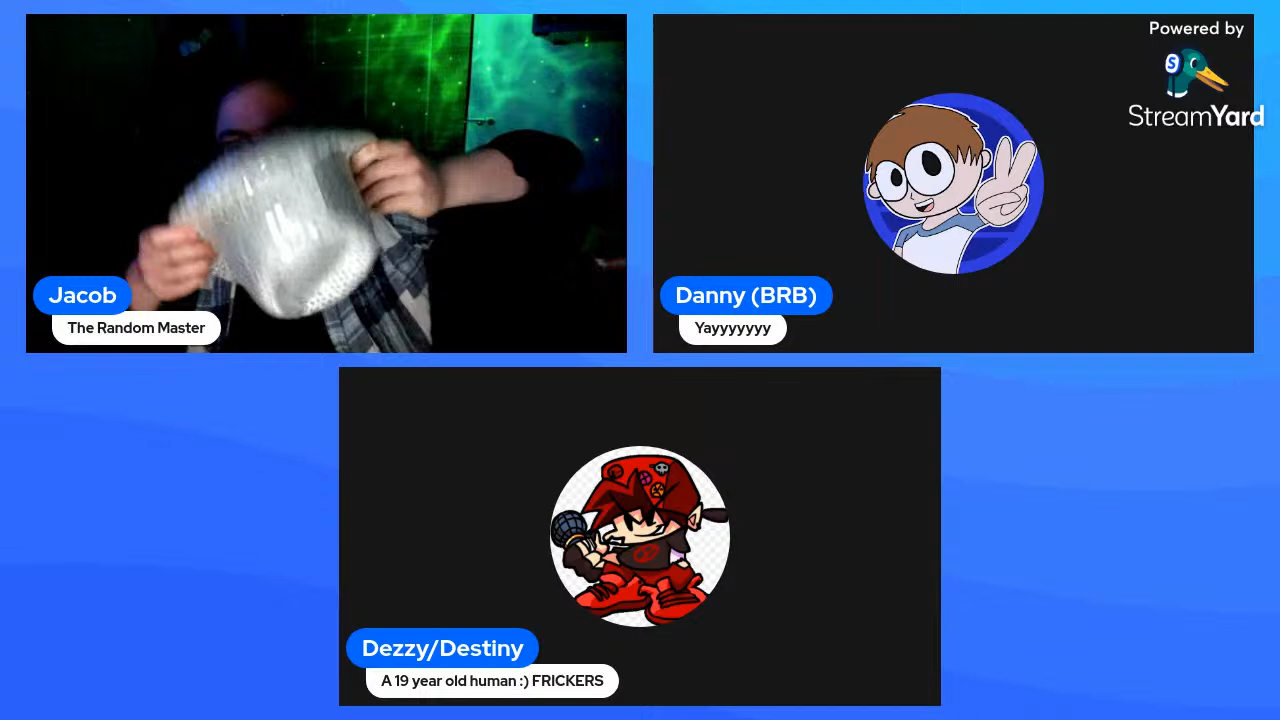 Powered by
S
StreamYard
Jacob
The Random Master
Danny (BRB)
Yayyyyyyy
Dezzy/Destiny
A 19 year old human :) FRICKERS